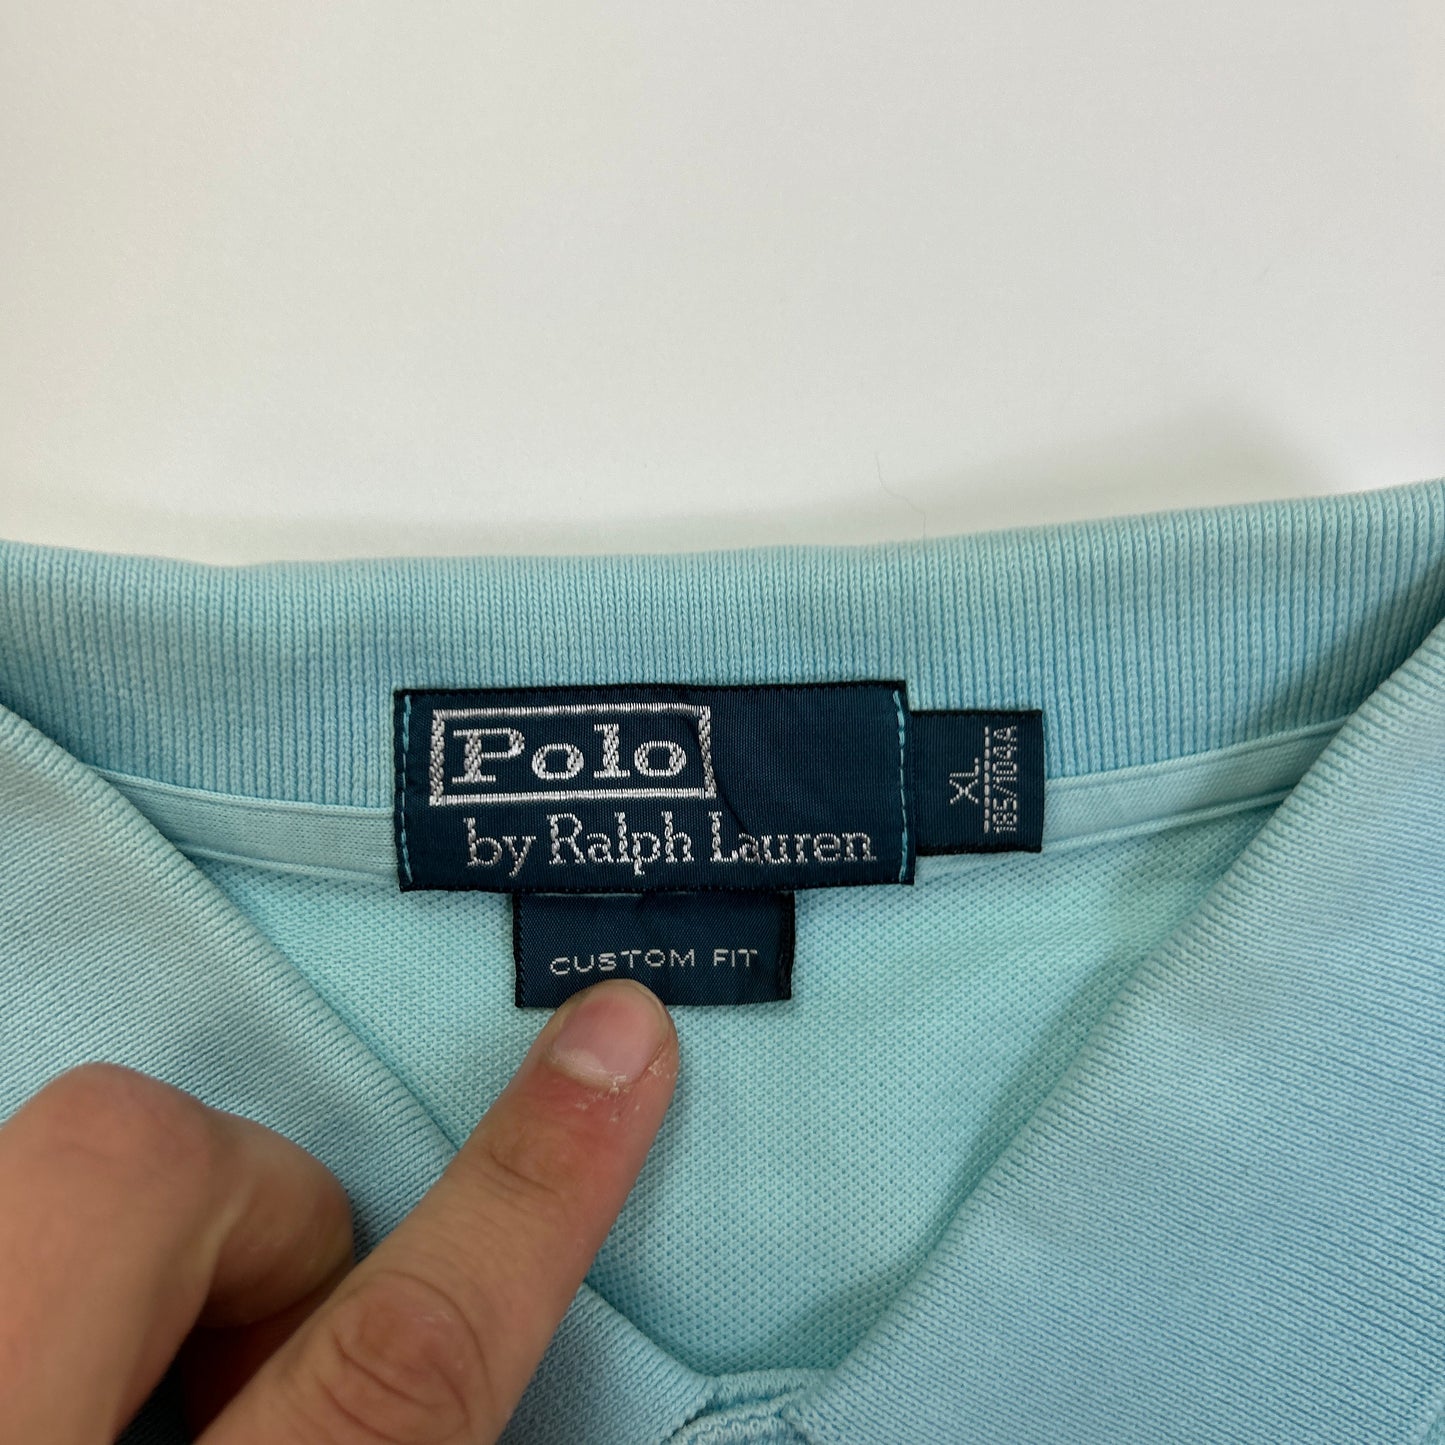 Polo
by Ralph Lauren
XL
185/104A
CUSTOM FIT